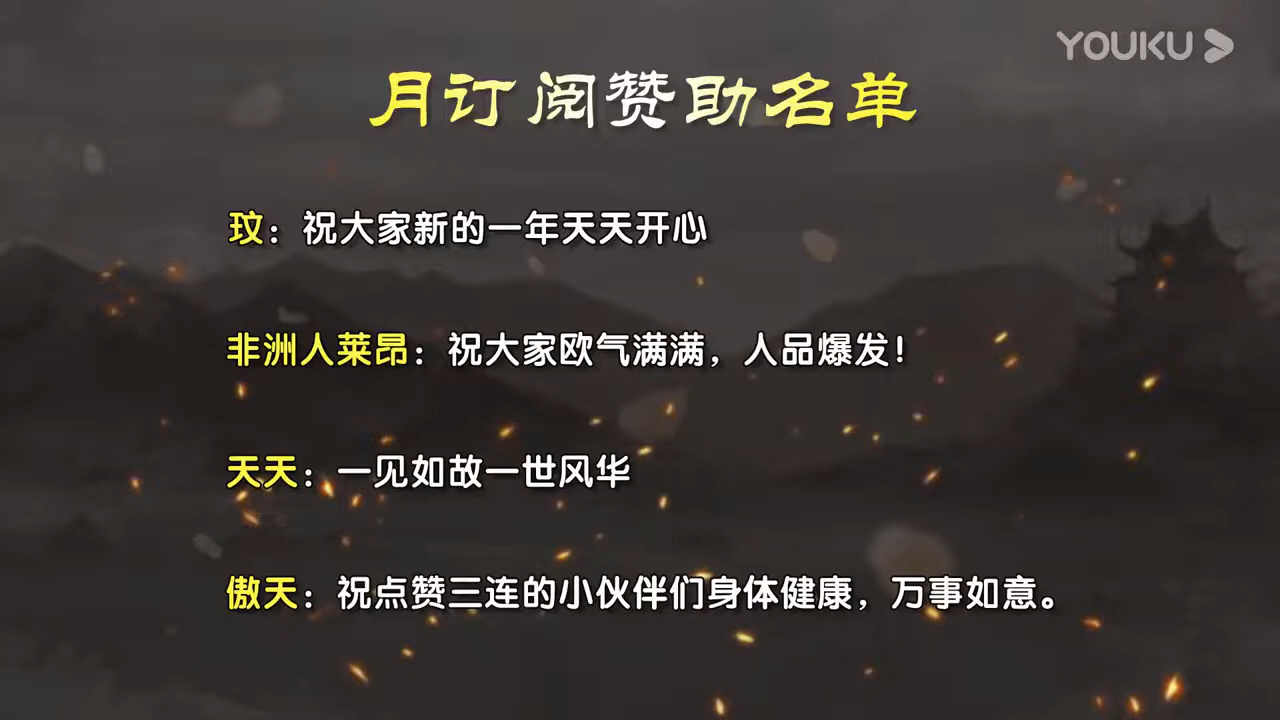 YOUKU
月订阅赞助名单
玟：祝大家新的一年天天开心
非洲人莱昂：祝大家欧气满满，人品爆发！
天天：一见如故一世风华
傲天：祝点赞三连的小伙伴们身体健康，万事如意。